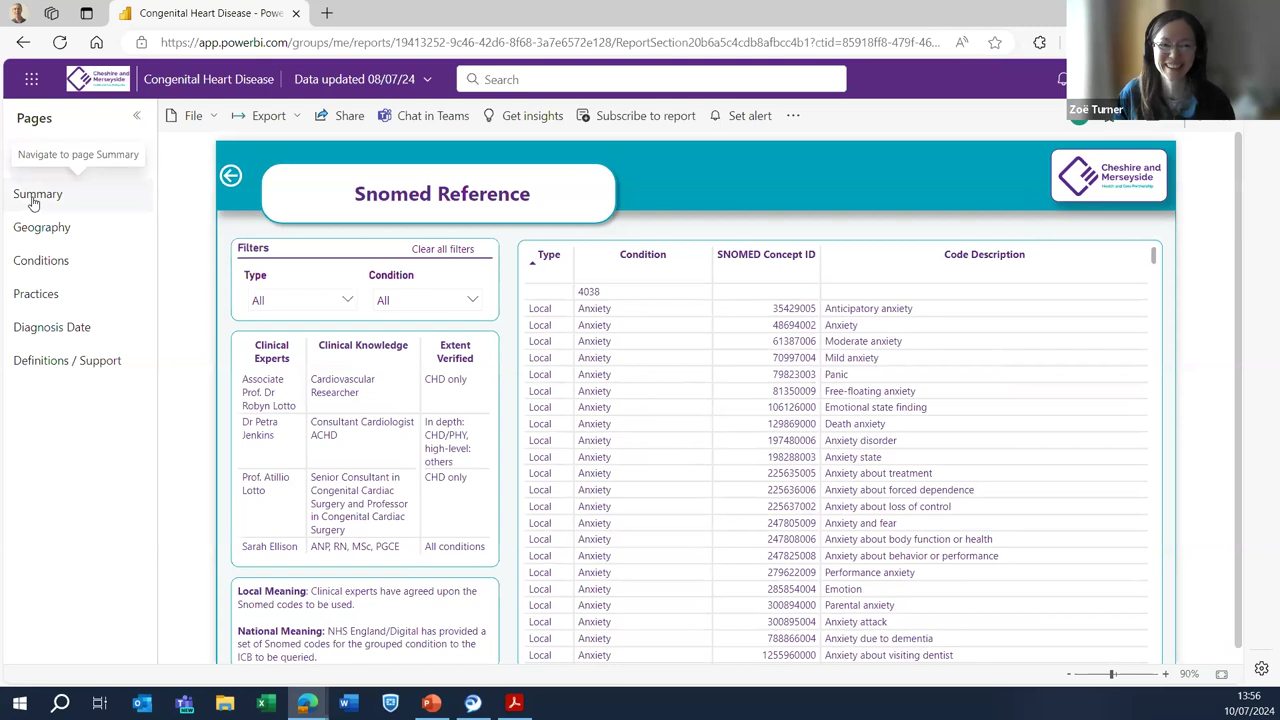 Congenital Heart Disease - Powe
https://app.powerbi.com/groups/me/reports/19413252-9c46-42d6-8f68-3a7e6572e128/ReportSection20b6a5c4cdb8afbcc4b1?ctid=85918ff8-479f-46...
Cheshire and
Merseyside
Congenital Heart Disease
Data updated 08/07/24
Search
Zoë Turner
Pages
File
Export
Share
Chat in Teams
Get insights
Subscribe to report
Set alert
Navigate to page Summary
Summary
Geography
Conditions
Practices
Diagnosis Date
Definitions / Support
Snomed Reference
Cheshire and
Merseyside
Health and Care Partnership
Filters
Clear all filters
Type
Condition
All
All
Clinical Experts
Clinical Knowledge
Extent Verified
Associate
Prof. Dr
Robyn Lotto
Cardiovascular
Researcher
CHD only
Dr Petra
Jenkins
Consultant Cardiologist
ACHD
In depth:
CHD/PHY,
high-level:
others
Prof. Atillio
Lotto
Senior Consultant in
Congenital Cardiac
Surgery and Professor
in Congenital Cardiac
Surgery
CHD only
Sarah Ellison
ANP, RN, MSc, PGCE
All conditions
Local Meaning: Clinical experts have agreed upon the
Snomed codes to be used.
National Meaning: NHS England/Digital has provided a
set of Snomed codes for the grouped condition to the
ICB to be queried.
Type Condition SNOMED Concept ID Code Description
4038
Local Anxiety 35429005 Anticipatory anxiety
Local Anxiety 48694002 Anxiety
Local Anxiety 61387006 Moderate anxiety
Local Anxiety 70997004 Mild anxiety
Local Anxiety 79823003 Panic
Local Anxiety 81350009 Free-floating anxiety
Local Anxiety 106126000 Emotional state finding
Local Anxiety 129869000 Death anxiety
Local Anxiety 197480006 Anxiety disorder
Local Anxiety 198288003 Anxiety state
Local Anxiety 225635005 Anxiety about treatment
Local Anxiety 225636006 Anxiety about forced dependence
Local Anxiety 225637002 Anxiety about loss of control
Local Anxiety 247805009 Anxiety and fear
Local Anxiety 247808006 Anxiety about body function or health
Local Anxiety 247825008 Anxiety about behavior or performance
Local Anxiety 279622009 Performance anxiety
Local Anxiety 285854004 Emotion
Local Anxiety 300894000 Parental anxiety
Local Anxiety 300895004 Anxiety attack
Local Anxiety 788866004 Anxiety due to dementia
Local Anxiety 1255960000 Anxiety about visiting dentist
90%
13:56
10/07/2024